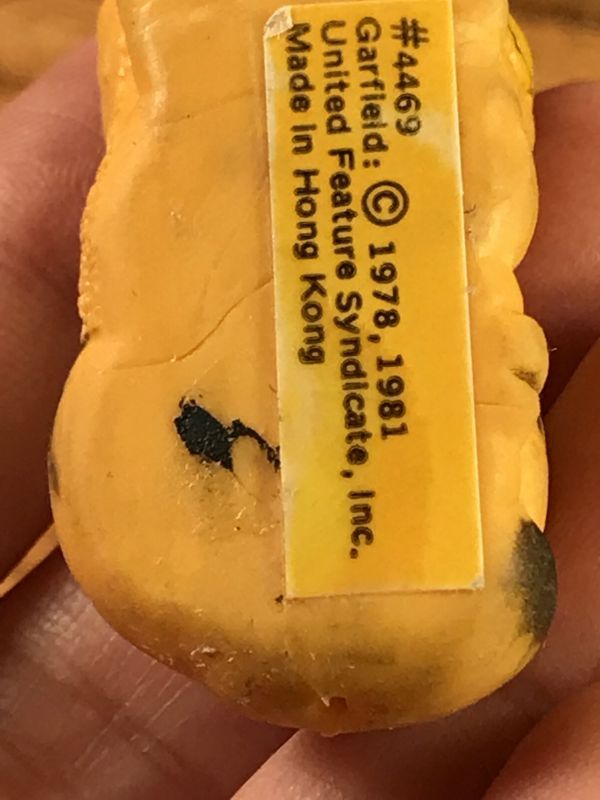 #4469
Garfield: © 1978, 1981
United Feature Syndicate, Inc.
Made in Hong Kong